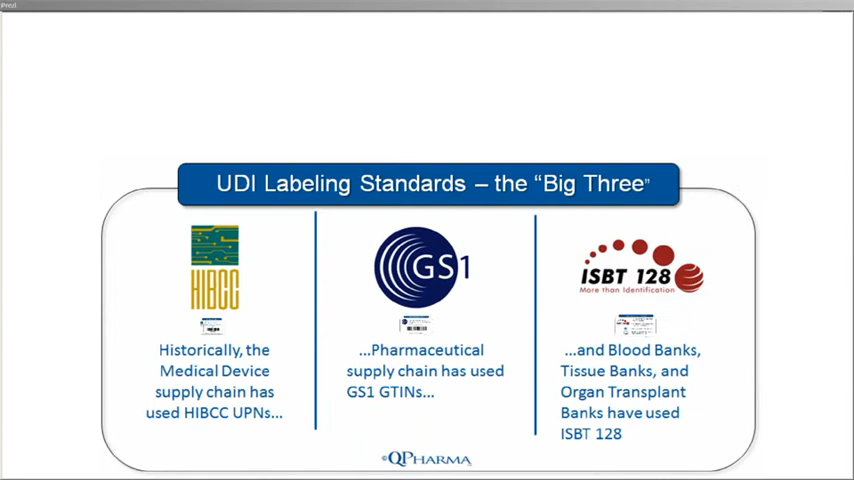 Prezi
UDI Labeling Standards – the “Big Three”
HIBCC
Historically, the
Medical Device
supply chain has
used HIBCC UPNs...
GS1
...Pharmaceutical
supply chain has used
GS1 GTINs...
ISBT 128
More than Identification
...and Blood Banks,
Tissue Banks, and
Organ Transplant
Banks have used
ISBT 128
©QPHARMA